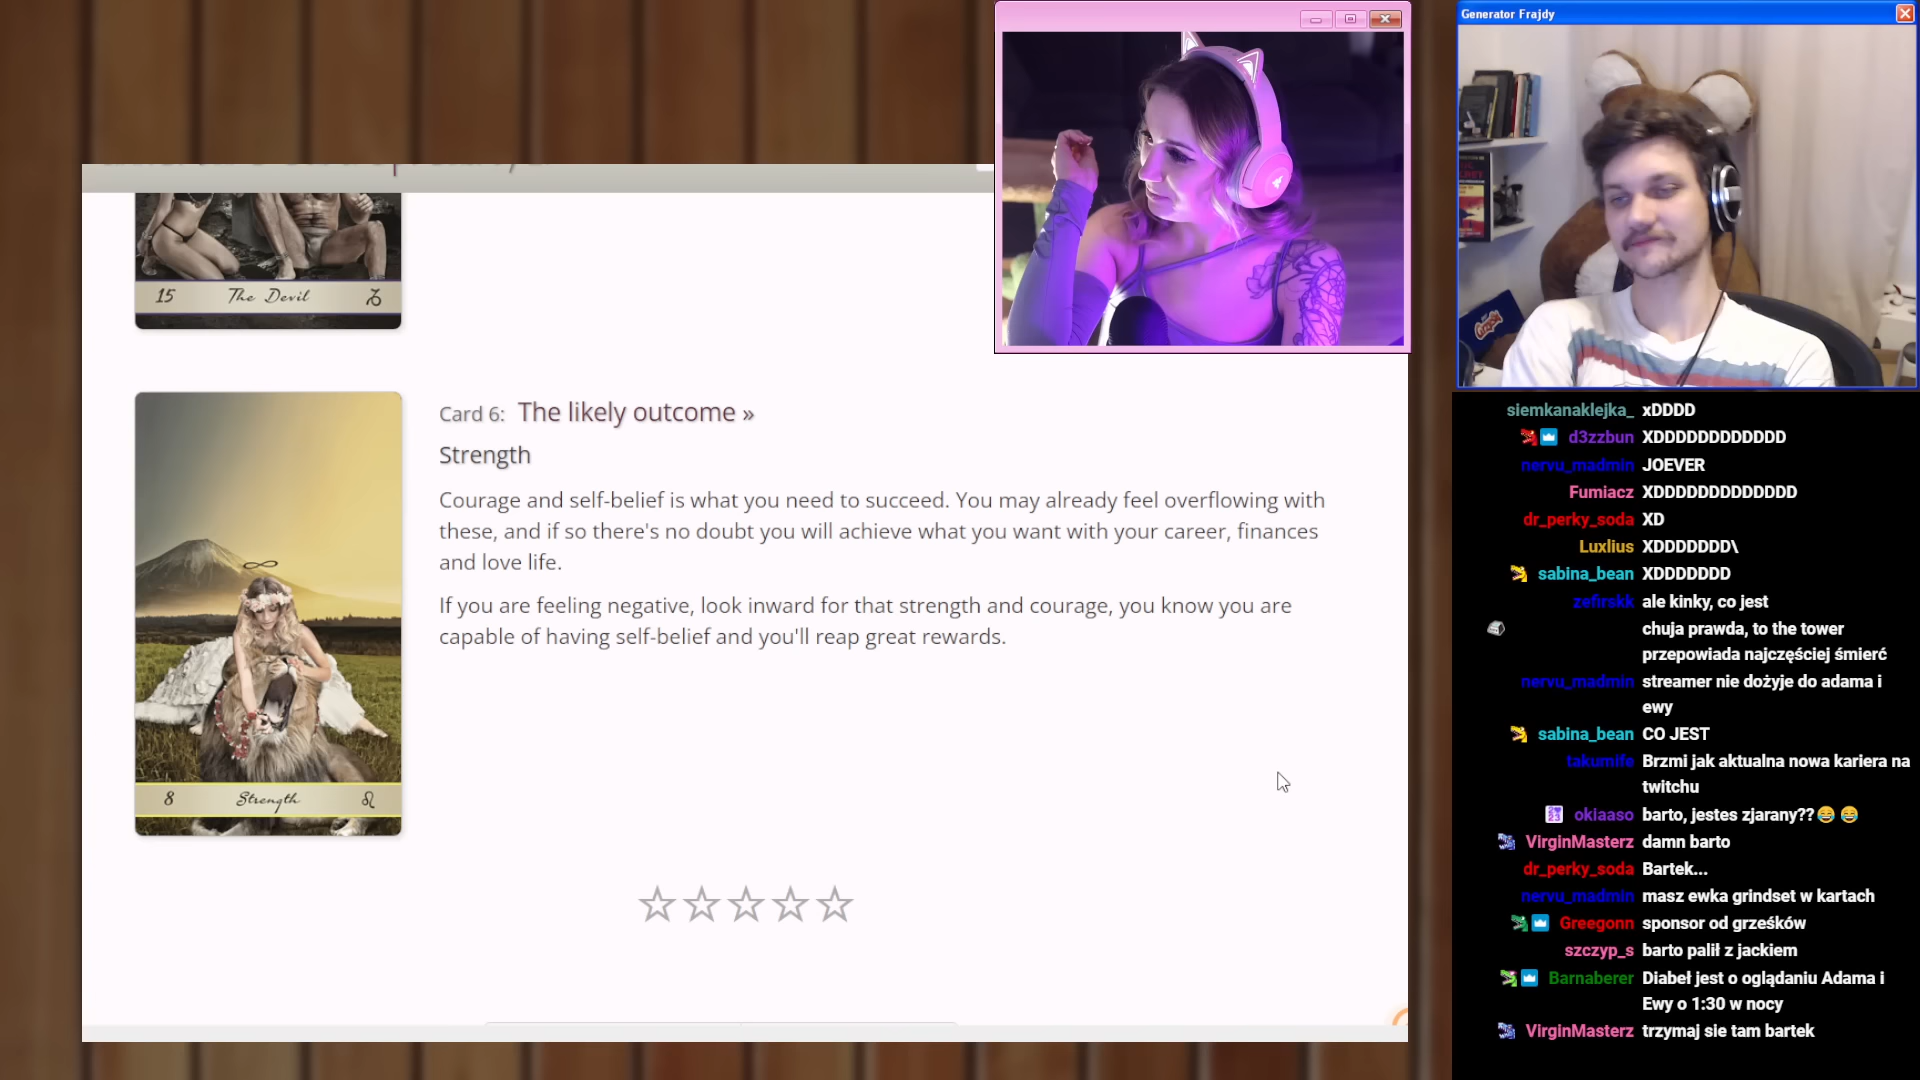 Generator Frajdy
15 The Devil
Card 6: The likely outcome »
Strength
Courage and self-belief is what you need to succeed. You may already feel overflowing with
these, and if so there's no doubt you will achieve what you want with your career, finances
and love life.
If you are feeling negative, look inward for that strength and courage, you know you are
capable of having self-belief and you'll reap great rewards.
8 Strength
siemkanaklejka_ xDDDD
d3zzbun XDDDDDDDDDDDD
nervu_madmin JOEVER
Fumiacz XDDDDDDDDDDDDD
dr_perky_soda XD
Luxlius XDDDDDDD\
sabina_bean XDDDDDDD
zefirskk ale kinky, co jest
chuja prawda, to the tower
przepowiada najczęściej śmierć
nervu_madmin streamer nie dożyje do adama i
ewy
sabina_bean CO JEST
takumife Brzmi jak aktualna nowa kariera na
twitchu
okiaaso barto, jestes zjarany??😂 😂
VirginMasterz damn barto
dr_perky_soda Bartek...
nervu_madmin masz ewka grindset w kartach
Greegonn sponsor od grześków
szczyp_s barto palił z jackiem
Barnaberer Diabeł jest o oglądaniu Adama i
Ewy o 1:30 w nocy
VirginMasterz trzymaj sie tam bartek